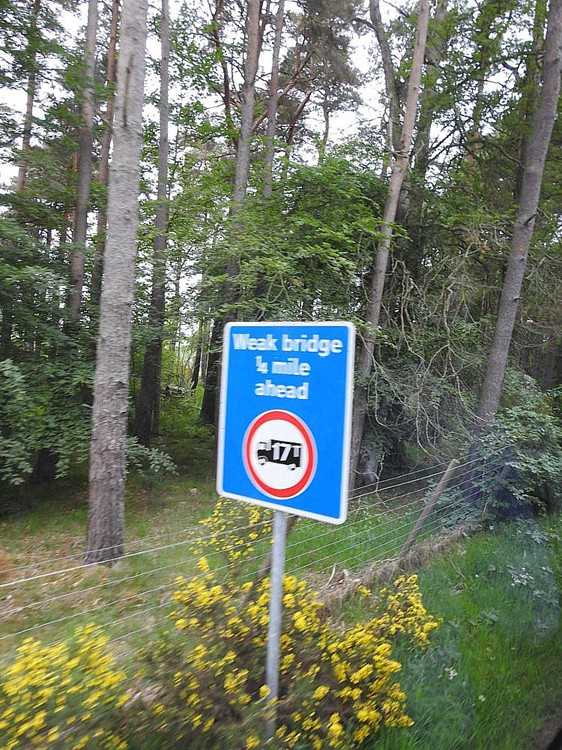 Weak bridge
¼ mile
ahead
17T